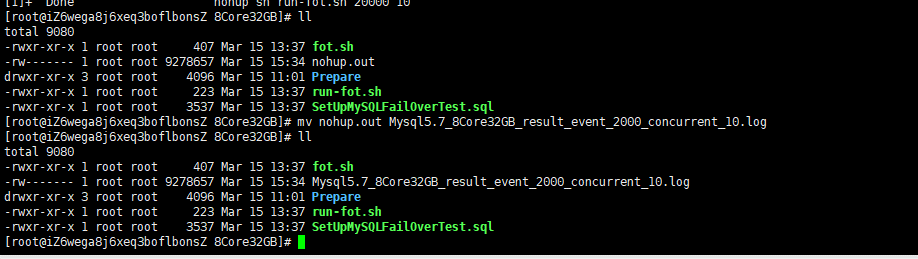 [1]+  Done                    nohup sh run-fot.sh 20000 10
[root@iZ6wega8j6xeq3boflbonsZ 8Core32GB]# ll
total 9080
-rwxr-xr-x 1 root root     407 Mar 15 13:37 fot.sh
-rw------- 1 root root 9278657 Mar 15 15:34 nohup.out
drwxr-xr-x 3 root root    4096 Mar 15 11:01 Prepare
-rwxr-xr-x 1 root root     223 Mar 15 13:37 run-fot.sh
-rwxr-xr-x 1 root root    3537 Mar 15 13:37 SetUpMySQLFailOverTest.sql
[root@iZ6wega8j6xeq3boflbonsZ 8Core32GB]# mv nohup.out Mysql5.7_8Core32GB_result_event_2000_concurrent_10.log
[root@iZ6wega8j6xeq3boflbonsZ 8Core32GB]# ll
total 9080
-rwxr-xr-x 1 root root     407 Mar 15 13:37 fot.sh
-rw------- 1 root root 9278657 Mar 15 15:34 Mysql5.7_8Core32GB_result_event_2000_concurrent_10.log
drwxr-xr-x 3 root root    4096 Mar 15 11:01 Prepare
-rwxr-xr-x 1 root root     223 Mar 15 13:37 run-fot.sh
-rwxr-xr-x 1 root root    3537 Mar 15 13:37 SetUpMySQLFailOverTest.sql
[root@iZ6wega8j6xeq3boflbonsZ 8Core32GB]#